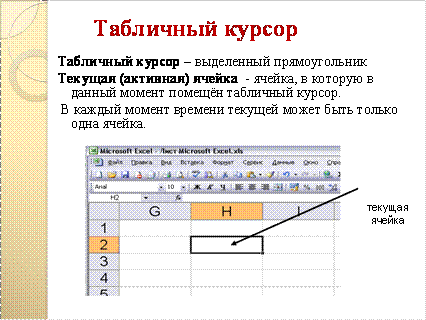 Табличный курсор
Табличный курсор – выделенный прямоугольник
Текущая (активная) ячейка - ячейка, в которую в
данный момент помещён табличный курсор.
В каждый момент времени текущей может быть только
одна ячейка.
Microsoft Excel - Лист Microsoft Excel.xls
Файл Правка Вид Вставка Формат Сервис Данные Окно Спр
Arial 10 Ж К Ч
H2
G H I
1
2
3
4
5
текущая
ячейка